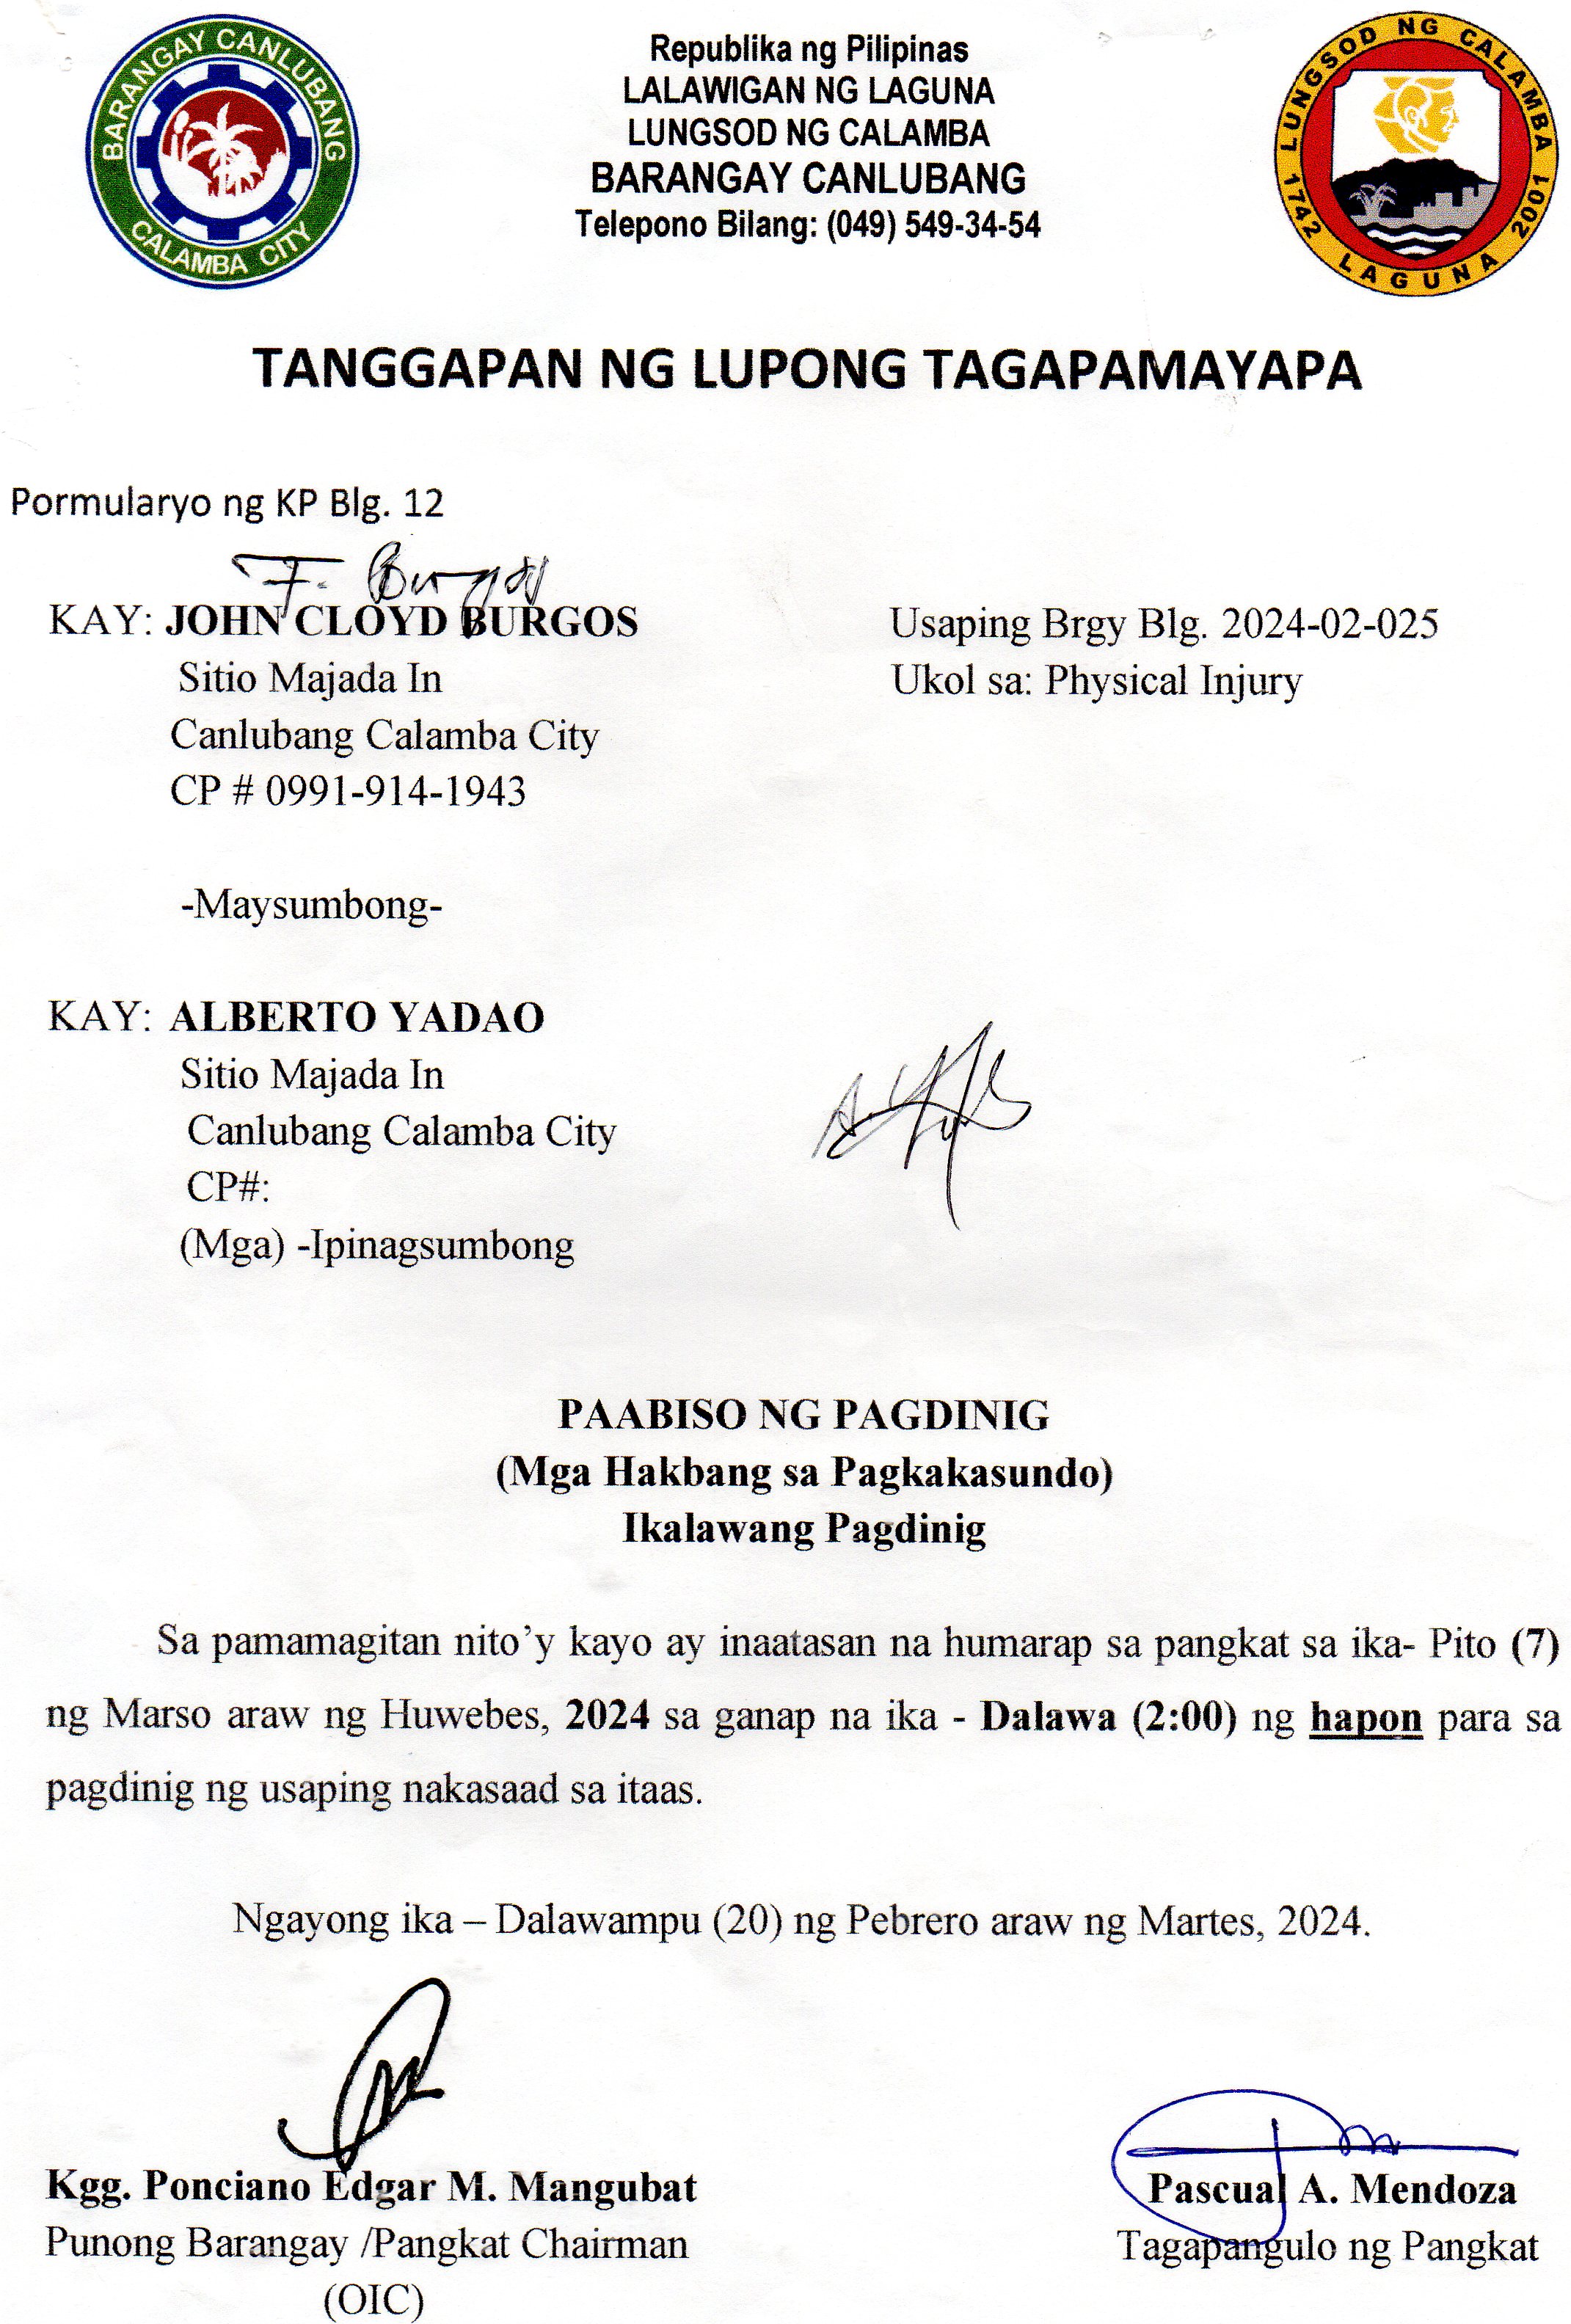 BARANGAY CANLUBANG
CALAMBA CITY
Republika ng Pilipinas
LALAWIGAN NG LAGUNA
LUNGSOD NG CALAMBA
BARANGAY CANLUBANG
Telepono Bilang: (049) 549-34-54
LUNGSOD NG CALAMBA
1742 LAGUNA 2001
TANGGAPAN NG LUPONG TAGAPAMAYAPA
Pormularyo ng KP Blg. 12
F. Burgos
KAY: JOHN CLOYD BURGOS
Usaping Brgy Blg. 2024-02-025
Sitio Majada In
Ukol sa: Physical Injury
Canlubang Calamba City
CP # 0991-914-1943
-Maysumbong-
KAY: ALBERTO YADAO
Sitio Majada In
Canlubang Calamba City
CP#:
(Mga) -Ipinagsumbong
PAABISO NG PAGDINIG
(Mga Hakbang sa Pagkakasundo)
Ikalawang Pagdinig
Sa pamamagitan nito’y kayo ay inaatasan na humarap sa pangkat sa ika- Pito (7)
ng Marso araw ng Huwebes, 2024 sa ganap na ika - Dalawa (2:00) ng hapon para sa
pagdinig ng usaping nakasaad sa itaas.
Ngayong ika – Dalawampu (20) ng Pebrero araw ng Martes, 2024.
Kgg. Ponciano Edgar M. Mangubat
Punong Barangay /Pangkat Chairman
(OIC)
Pascual A. Mendoza
Tagapangulo ng Pangkat